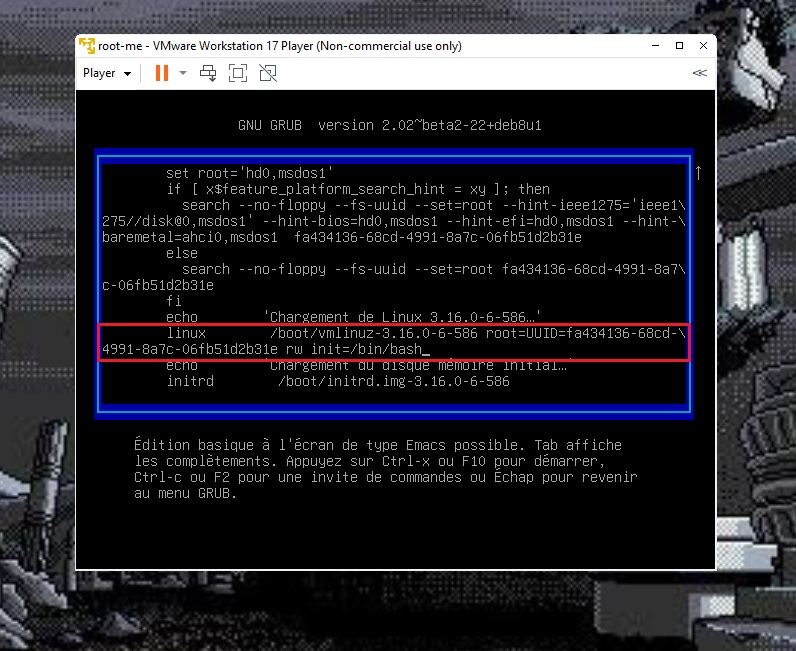 root-me - VMware Workstation 17 Player (Non-commercial use only)
Player
GNU GRUB version 2.02~beta2-22+deb8u1
set root='hd0,msdos1'
if [ x$feature_platform_search_hint = xy ]; then
search --no-floppy --fs-uuid --set=root --hint-ieee1275='ieee1\
275//disk@0,msdos1' --hint-bios=hd0,msdos1 --hint-efi=hd0,msdos1 --hint-\
baremetal=ahci0,msdos1 fa434136-68cd-4991-8a7c-06fb51d2b31e
else
search --no-floppy --fs-uuid --set=root fa434136-68cd-4991-8a7\
c-06fb51d2b31e
fi
echo 'Chargement de Linux 3.16.0-6-586…'
linux /boot/vmlinuz-3.16.0-6-586 root=UUID=fa434136-68cd-\
4991-8a7c-06fb51d2b31e rw init=/bin/bash_
echo 'Chargement du disque mémoire initial…'
initrd /boot/initrd.img-3.16.0-6-586
Édition basique à l'écran de type Emacs possible. Tab affiche
les complètements. Appuyez sur Ctrl-x ou F10 pour démarrer,
Ctrl-c ou F2 pour une invite de commandes ou Échap pour revenir
au menu GRUB.